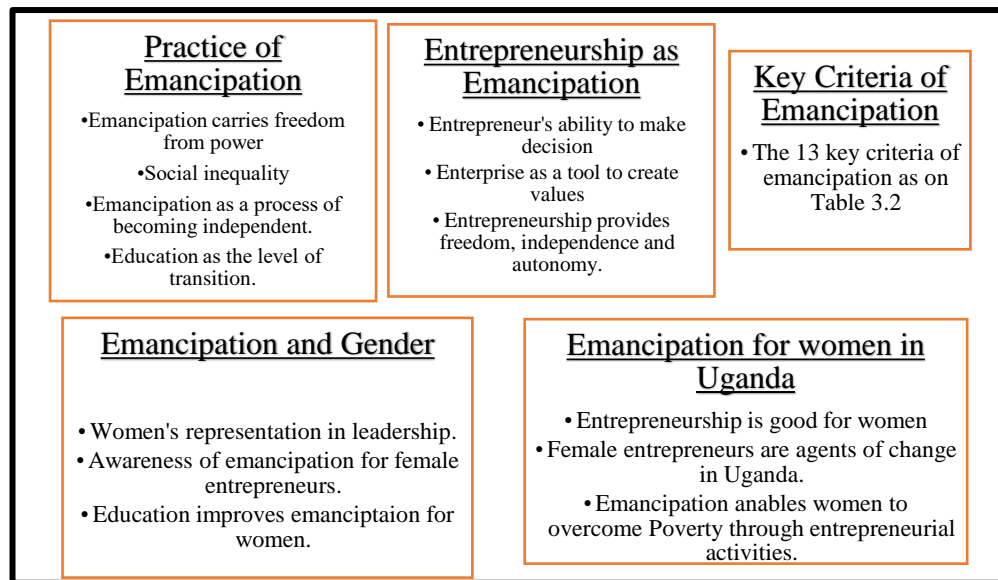 Practice of
Emancipation
•Emancipation carries freedom
from power
•Social inequality
•Emancipation as a process of
becoming independent.
•Education as the level of
transition.
Entrepreneurship as
Emancipation
• Entrepreneur's ability to make
decision
• Enterprise as a tool to create
values
• Entrepreneurship provides
freedom, independence and
autonomy.
Key Criteria of
Emancipation
• The 13 key criteria of
emancipation as on
Table 3.2
Emancipation and Gender
• Women's representation in leadership.
• Awareness of emancipation for female
entrepreneurs.
• Education improves emanciptaion for
women.
Emancipation for women in
Uganda
• Entrepreneurship is good for women
• Female entrepreneurs are agents of change
in Uganda.
• Emancipation anables women to
overcome Poverty through entrepreneurial
activities.